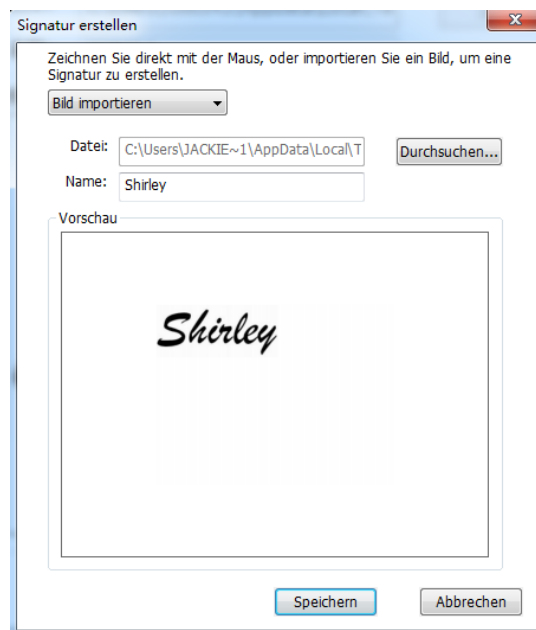 Signatur erstellen
Zeichnen Sie direkt mit der Maus, oder importieren Sie ein Bild, um eine
Signatur zu erstellen.
Bild importieren
Datei: C:\Users\JACKIE~1\AppData\Local\T Durchsuchen...
Name: Shirley
Vorschau
Shirley
Speichern Abbrechen